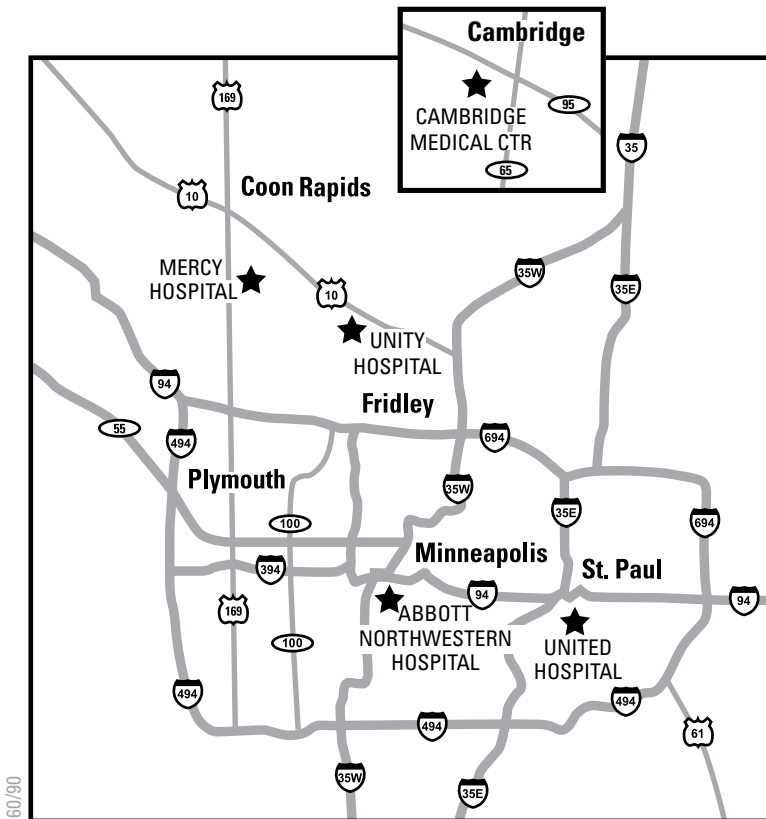 Cambridge
CAMBRIDGE
MEDICAL CTR
95
65
169
35
10
Coon Rapids
MERCY
HOSPITAL
35W
35E
10
UNITY
HOSPITAL
94
Fridley
55
494
694
Plymouth
35W
100
35E
694
Minneapolis
St. Paul
394
94
94
169
ABBOTT
NORTHWESTERN
HOSPITAL
100
UNITED
HOSPITAL
494
494
494
61
35W
35E
60/90